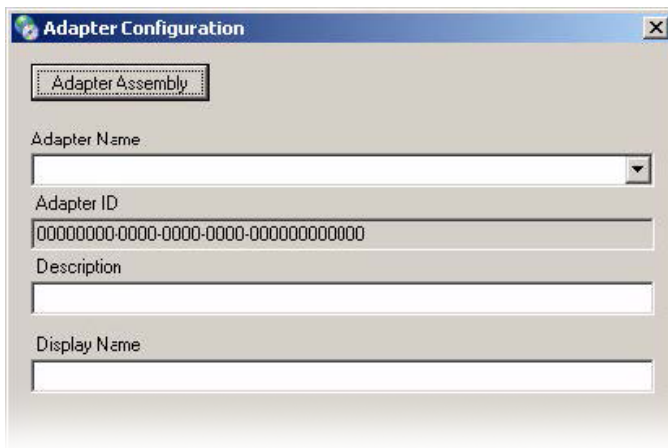 Adapter Configuration
Adapter Assembly
Adapter Name
Adapter ID
00000000-0000-0000-0000-000000000000
Description
Display Name